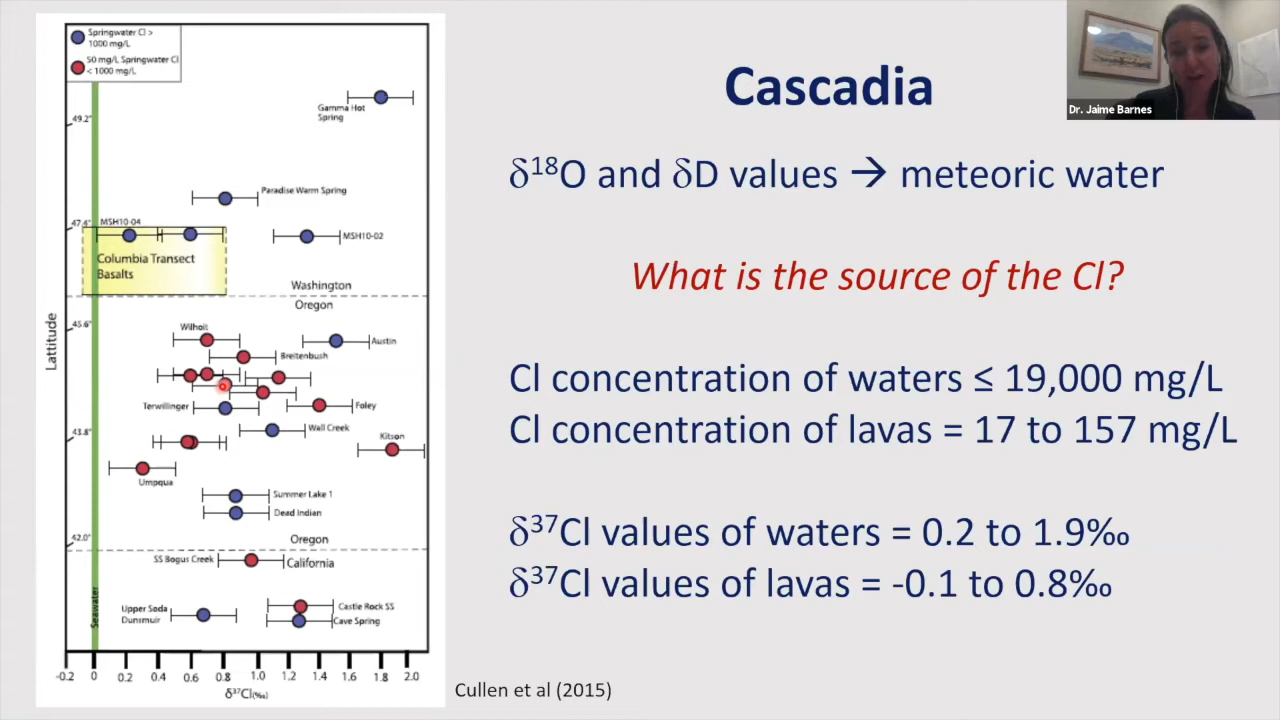 Springwater Cl >
1000 mg/L
50 mg/L Springwater Cl
< 1000 mg/L
Gamma Hot
Spring
49.2°
Paradise Warm Spring
47.4°
MSH10-04
MSH10-02
Columbia Transect
Basalts
Washington
Oregon
45.6°
Wilhoit
Austin
Breitenbush
Terwillinger
Foley
Wall Creek
43.8°
Kitson
Umpqua
Summer Lake 1
Dead Indian
42.0°
Oregon
SS Bogus Creek
California
Upper Soda
Dunsmuir
Castle Rock SS
Cave Spring
Seawater
Lattitude
-0.2 0 0.2 0.4 0.6 0.8 1.0 1.2 1.4 1.6 1.8 2.0
δ³⁷Cl(‰)
Cascadia
δ¹⁸O and δD values → meteoric water
What is the source of the Cl?
Cl concentration of waters ≤ 19,000 mg/L
Cl concentration of lavas = 17 to 157 mg/L
δ³⁷Cl values of waters = 0.2 to 1.9‰
δ³⁷Cl values of lavas = -0.1 to 0.8‰
Cullen et al (2015)
Dr. Jaime Barnes